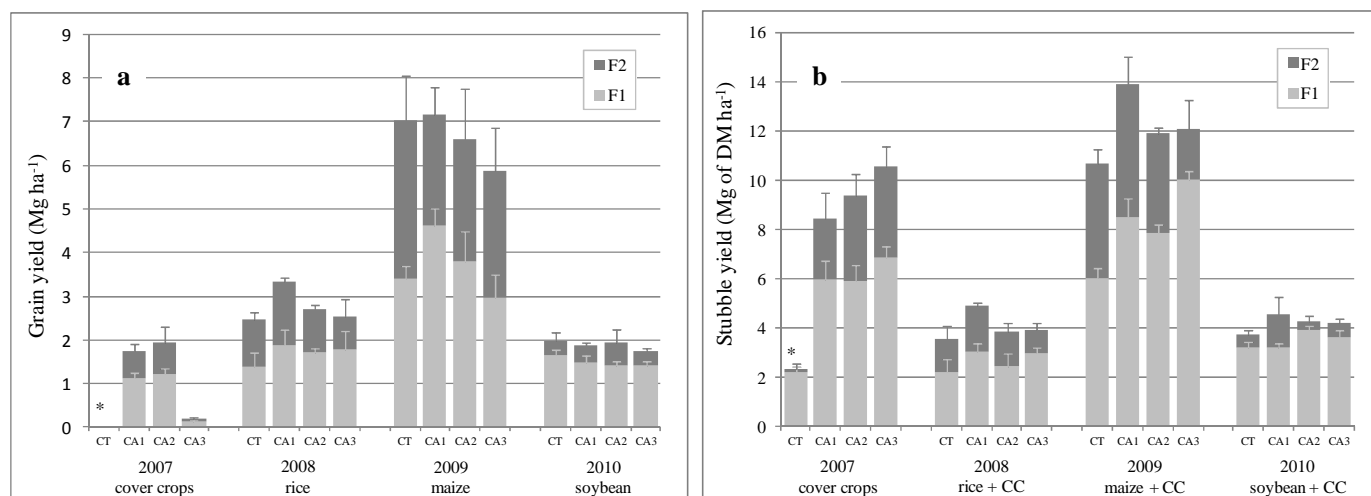 a
F2
F1
Grain yield (Mg ha⁻¹)
9
8
7
6
5
4
3
2
1
0
*
CT CA1 CA2 CA3 CT CA1 CA2 CA3 CT CA1 CA2 CA3 CT CA1 CA2 CA3
2007 2008 2009 2010
cover crops rice maize soybean
b
F2
F1
Stubble yield (Mg of DM ha⁻¹)
16
14
12
10
8
6
4
2
0
*
CT CA1 CA2 CA3 CT CA1 CA2 CA3 CT CA1 CA2 CA3 CT CA1 CA2 CA3
2007 2008 2009 2010
cover crops rice + CC maize + CC soybean + CC